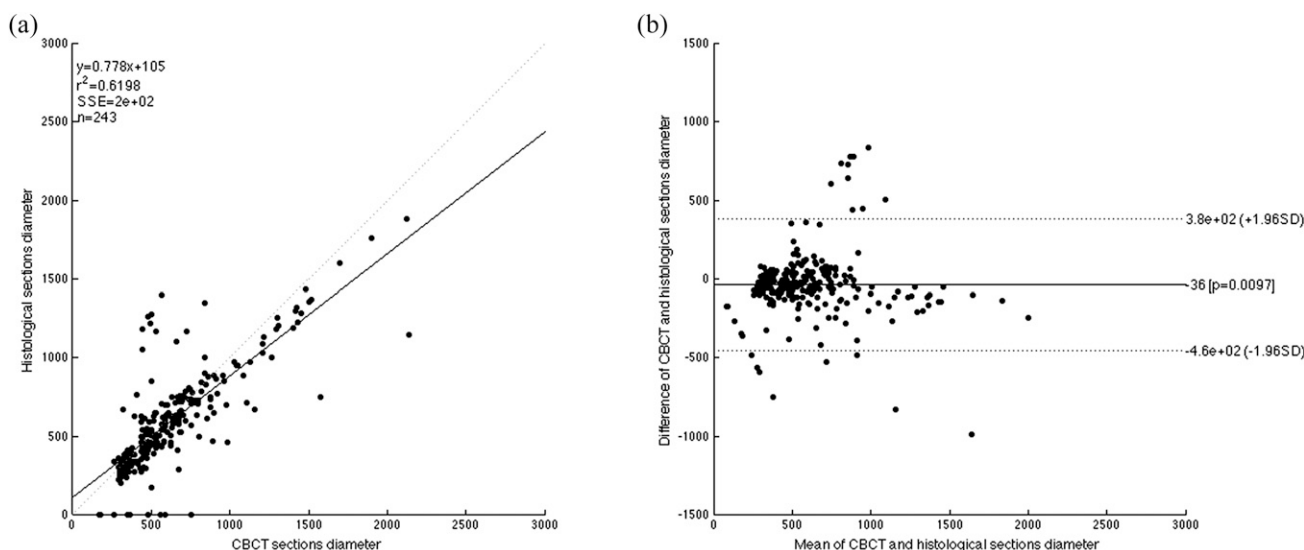 (a)
3000
y=0.778x+105
r²=0.6198
SSE=2e+02
n=243
2500
2000
1500
1000
500
0
Histological sections diameter
0 500 1000 1500 2000 2500 3000
CBCT sections diameter
(b)
1500
1000
500
0
-500
-1000
-1500
Difference of CBCT and histological sections diameter
3.8e+02 (+1.96SD)
-36 [p=0.0097]
-4.6e+02 (-1.96SD)
0 500 1000 1500 2000 2500 3000
Mean of CBCT and histological sections diameter